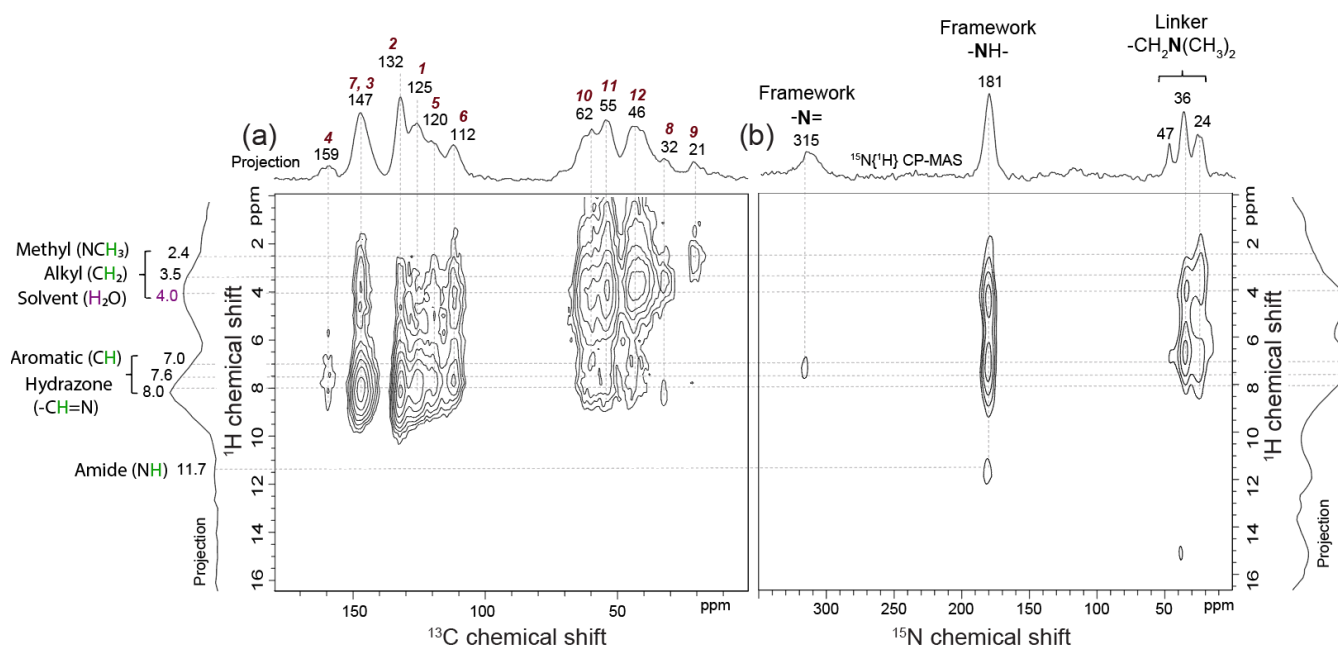 2
132
1
125
7, 3
147
5
120
6
112
4
159
10
62
11
55
12
46
8
32
9
21
(a)
Projection
Framework
-N=
315
Framework
-NH-
181
Linker
-CH2N(CH3)2
47
36
24
(b)
15N{1H} CP-MAS
Methyl (NCH3)
2.4
Alkyl (CH2)
3.5
Solvent (H2O)
4.0
Aromatic (CH)
7.0
7.6
Hydrazone
8.0
(-CH=N)
Amide (NH)
11.7
Projection
1H chemical shift
ppm
2
4
6
8
10
12
14
16
150
100
50
ppm
13C chemical shift
300
250
200
150
100
50
ppm
15N chemical shift
ppm
2
4
6
8
10
12
14
16
1H chemical shift
Projection